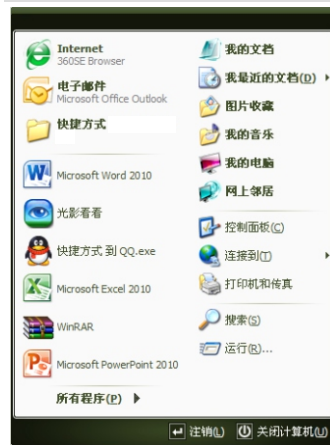 Internet
360SE Browser
电子邮件
Microsoft Office Outlook
快捷方式
Microsoft Word 2010
光影看看
快捷方式 到 QQ.exe
Microsoft Excel 2010
WinRAR
Microsoft PowerPoint 2010
所有程序(P)
我的文档
我最近的文档(D)
图片收藏
我的音乐
我的电脑
网上邻居
控制面板(C)
连接到(T)
打印机和传真
搜索(S)
运行(R)...
注销(L) 关闭计算机(U)